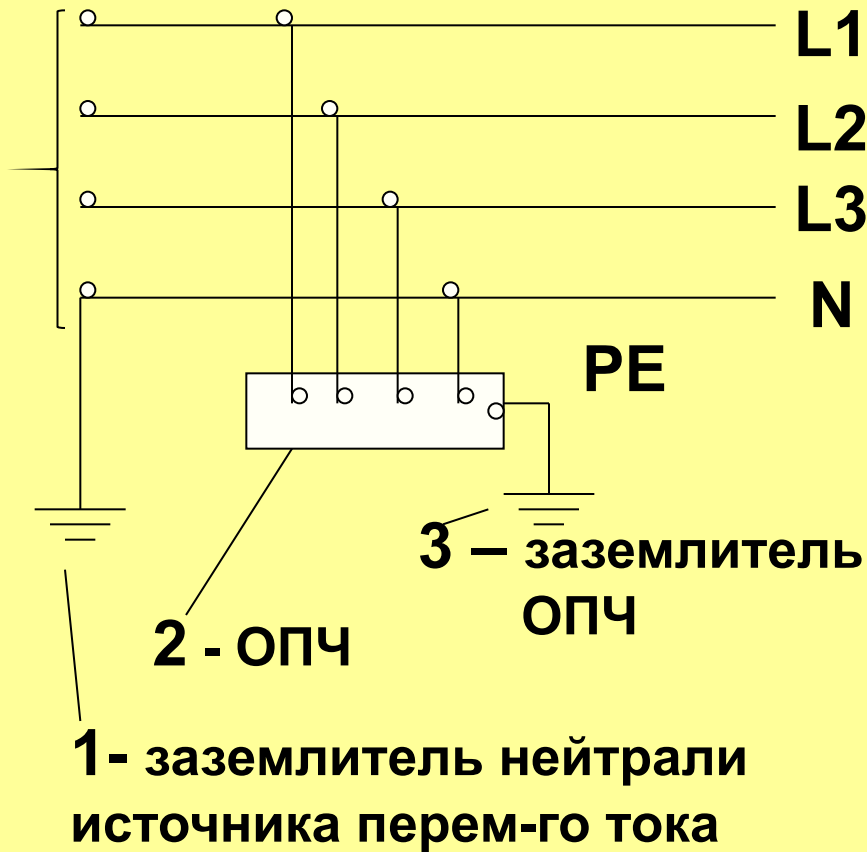 L1
L2
L3
N
PE
3 – заземлитель
ОПЧ
2 - ОПЧ
1- заземлитель нейтрали
источника перем-го тока